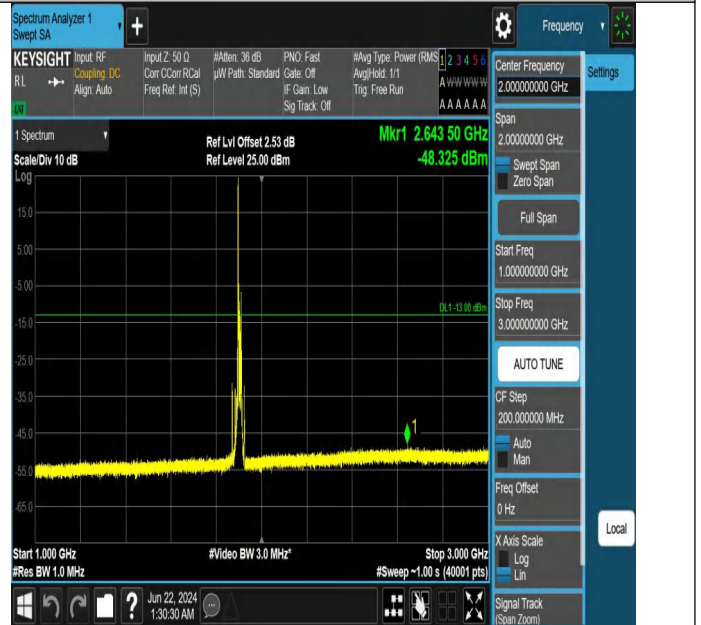 Spectrum Analyzer 1
Swept SA
Frequency
KEYSIGHT
RL
LXI
Input: RF
Coupling: DC
Align: Auto
Input Z: 50 Ω
Corr CCorr RCal
Freq Ref: Int (S)
#Atten: 36 dB
µW Path: Standard
PNO: Fast
Gate: Off
IF Gain: Low
Sig Track: Off
#Avg Type: Power (RMS
Avg|Hold: 1/1
Trig: Free Run
1 2 3 4 5 6
A W W W W W
A A A A A A
1 Spectrum
Scale/Div 10 dB
Log
Ref Lvl Offset 2.53 dB
Ref Level 25.00 dBm
Mkr1 2.643 50 GHz
-48.325 dBm
15.0
5.00
-5.00
-15.0
-25.0
-35.0
-45.0
-55.0
-65.0
DL1 -13.00 dBm
1
Start 1.000 GHz
#Res BW 1.0 MHz
#Video BW 3.0 MHz*
Stop 3.000 GHz
#Sweep ~1.00 s (40001 pts)
Center Frequency
2.000000000 GHz
Span
2.00000000 GHz
Swept Span
Zero Span
Full Span
Start Freq
1.000000000 GHz
Stop Freq
3.000000000 GHz
AUTO TUNE
CF Step
200.000000 MHz
Auto
Man
Freq Offset
0 Hz
X Axis Scale
Log
Lin
Signal Track
(Span Zoom)
Settings
Local
?
Jun 22, 2024
1:30:30 AM